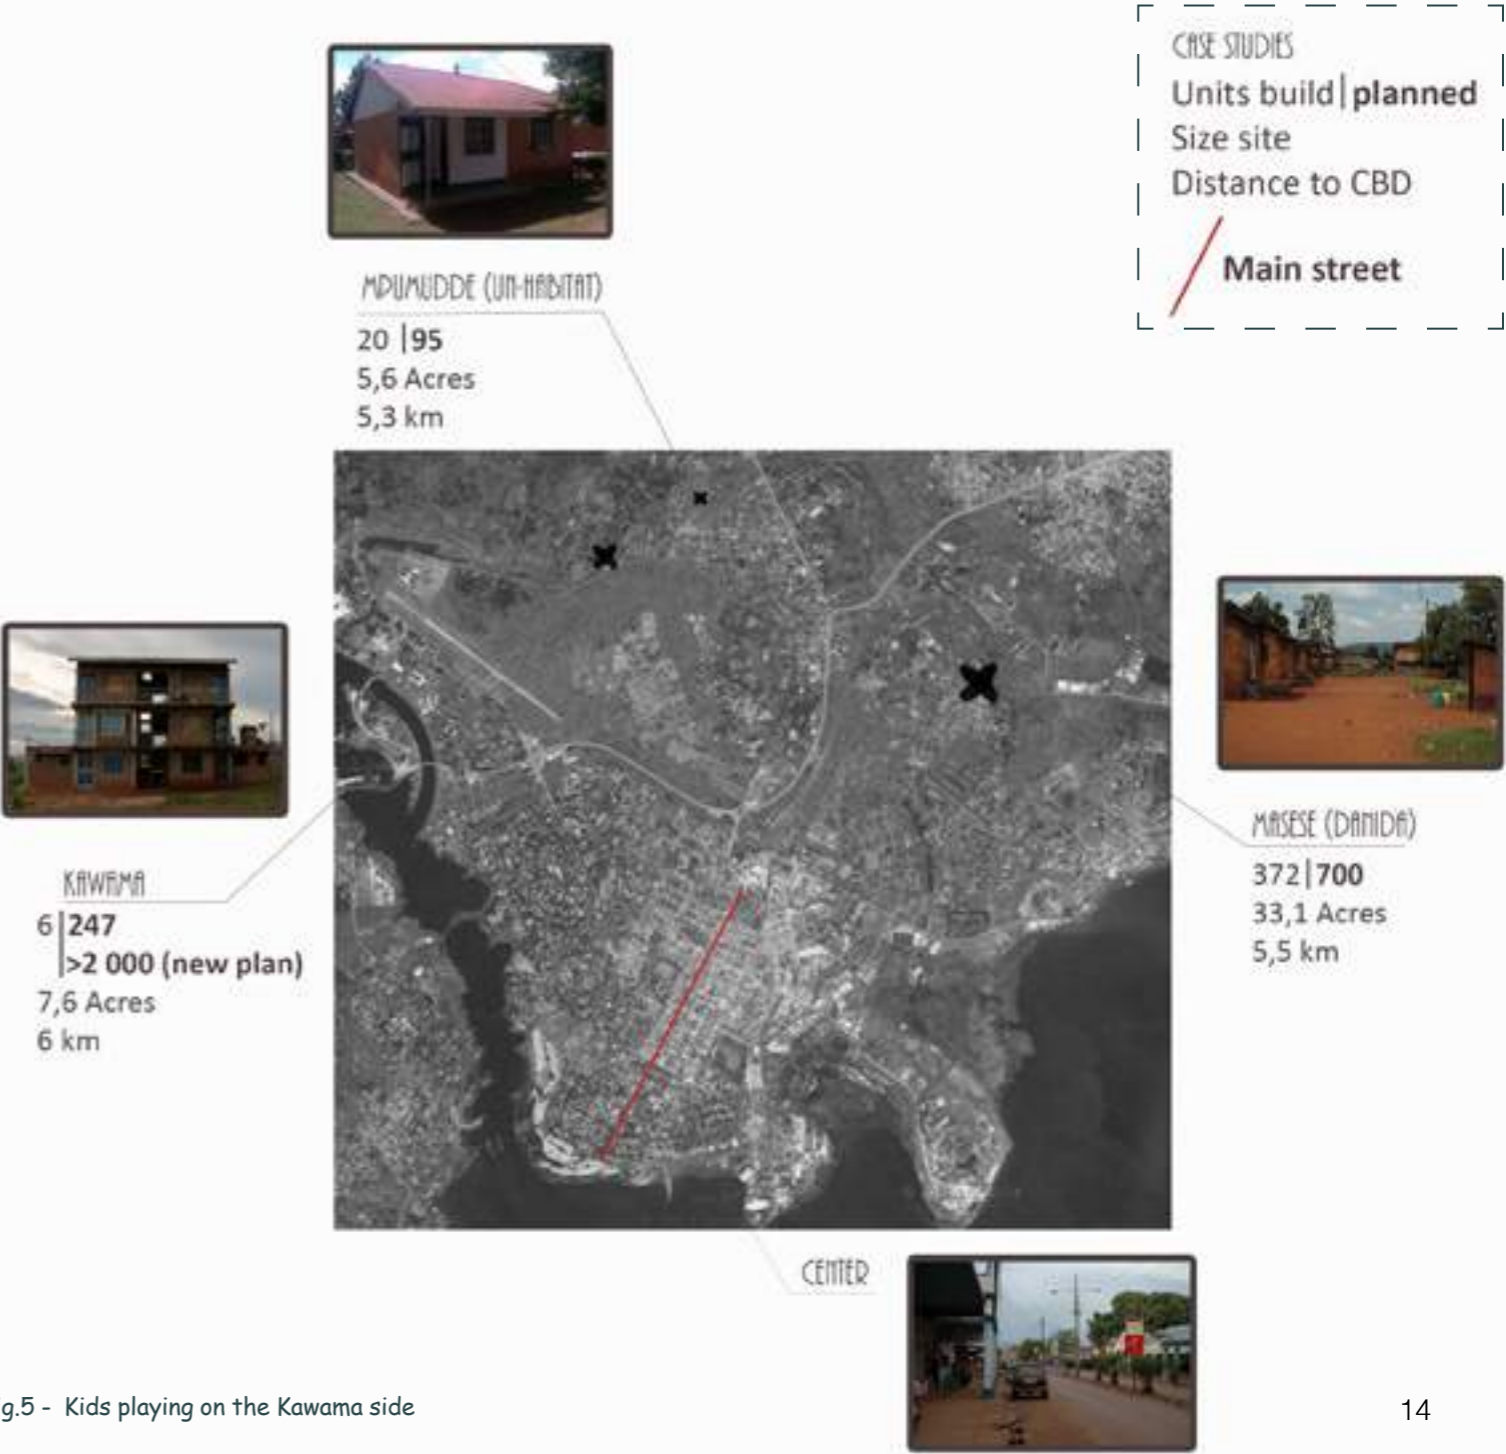 CASE STUDIES
Units build|planned
Size site
Distance to CBD
Main street
MPUMUDDE (UN-HABITAT)
20 |95
5,6 Acres
5,3 km
KAWAMA
6|247
|>2 000 (new plan)
7,6 Acres
6 km
MASESE (DANIDA)
372|700
33,1 Acres
5,5 km
CENTER
g.5 - Kids playing on the Kawama side
14